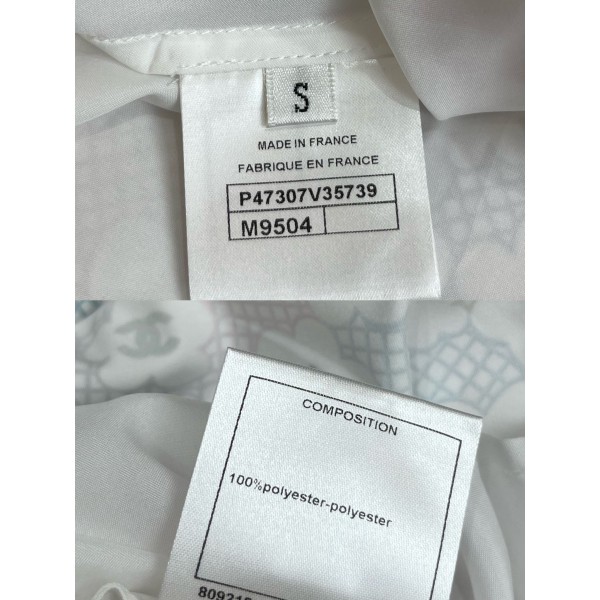 S
MADE IN FRANCE
FABRIQUE EN FRANCE
P47307V35739
M9504
COMPOSITION
100%polyester-polyester